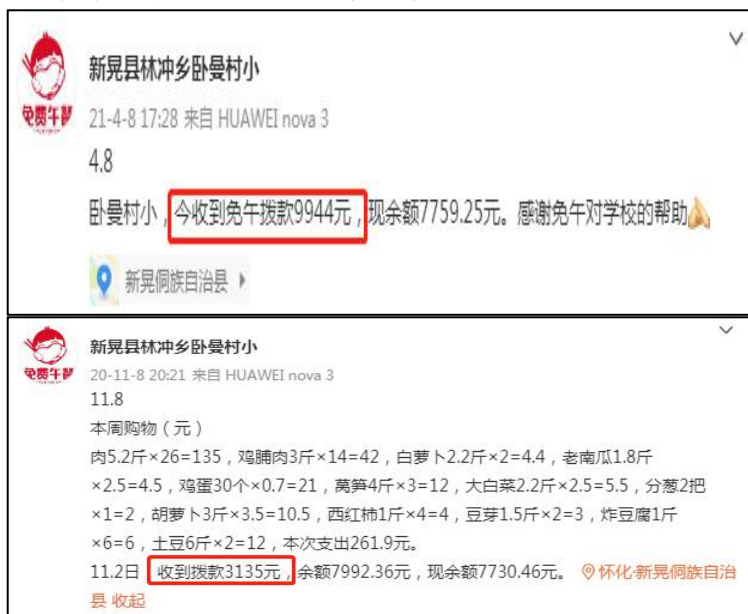 新晃县林冲乡卧曼村小
免费午餐
21-4-8 17:28 来自 HUAWEI nova 3
4.8
卧曼村小，今收到免午拨款9944元，现余额7759.25元。感谢免午对学校的帮助🙏
新晃侗族自治县
新晃县林冲乡卧曼村小
免费午餐
20-11-8 20:21 来自 HUAWEI nova 3
11.8
本周购物（元）
肉5.2斤×26=135，鸡脯肉3斤×14=42，白萝卜2.2斤×2=4.4，老南瓜1.8斤
×2.5=4.5，鸡蛋30个×0.7=21，莴笋4斤×3=12，大白菜2.2斤×2.5=5.5，分葱2把
×1=2，胡萝卜3斤×3.5=10.5，西红柿1斤×4=4，豆芽1.5斤×2=3，炸豆腐1斤
×6=6，土豆6斤×2=12，本次支出261.9元。
11.2日 收到拨款3135元，余额7992.36元，现余额7730.46元。 怀化·新晃侗族自治
县 收起